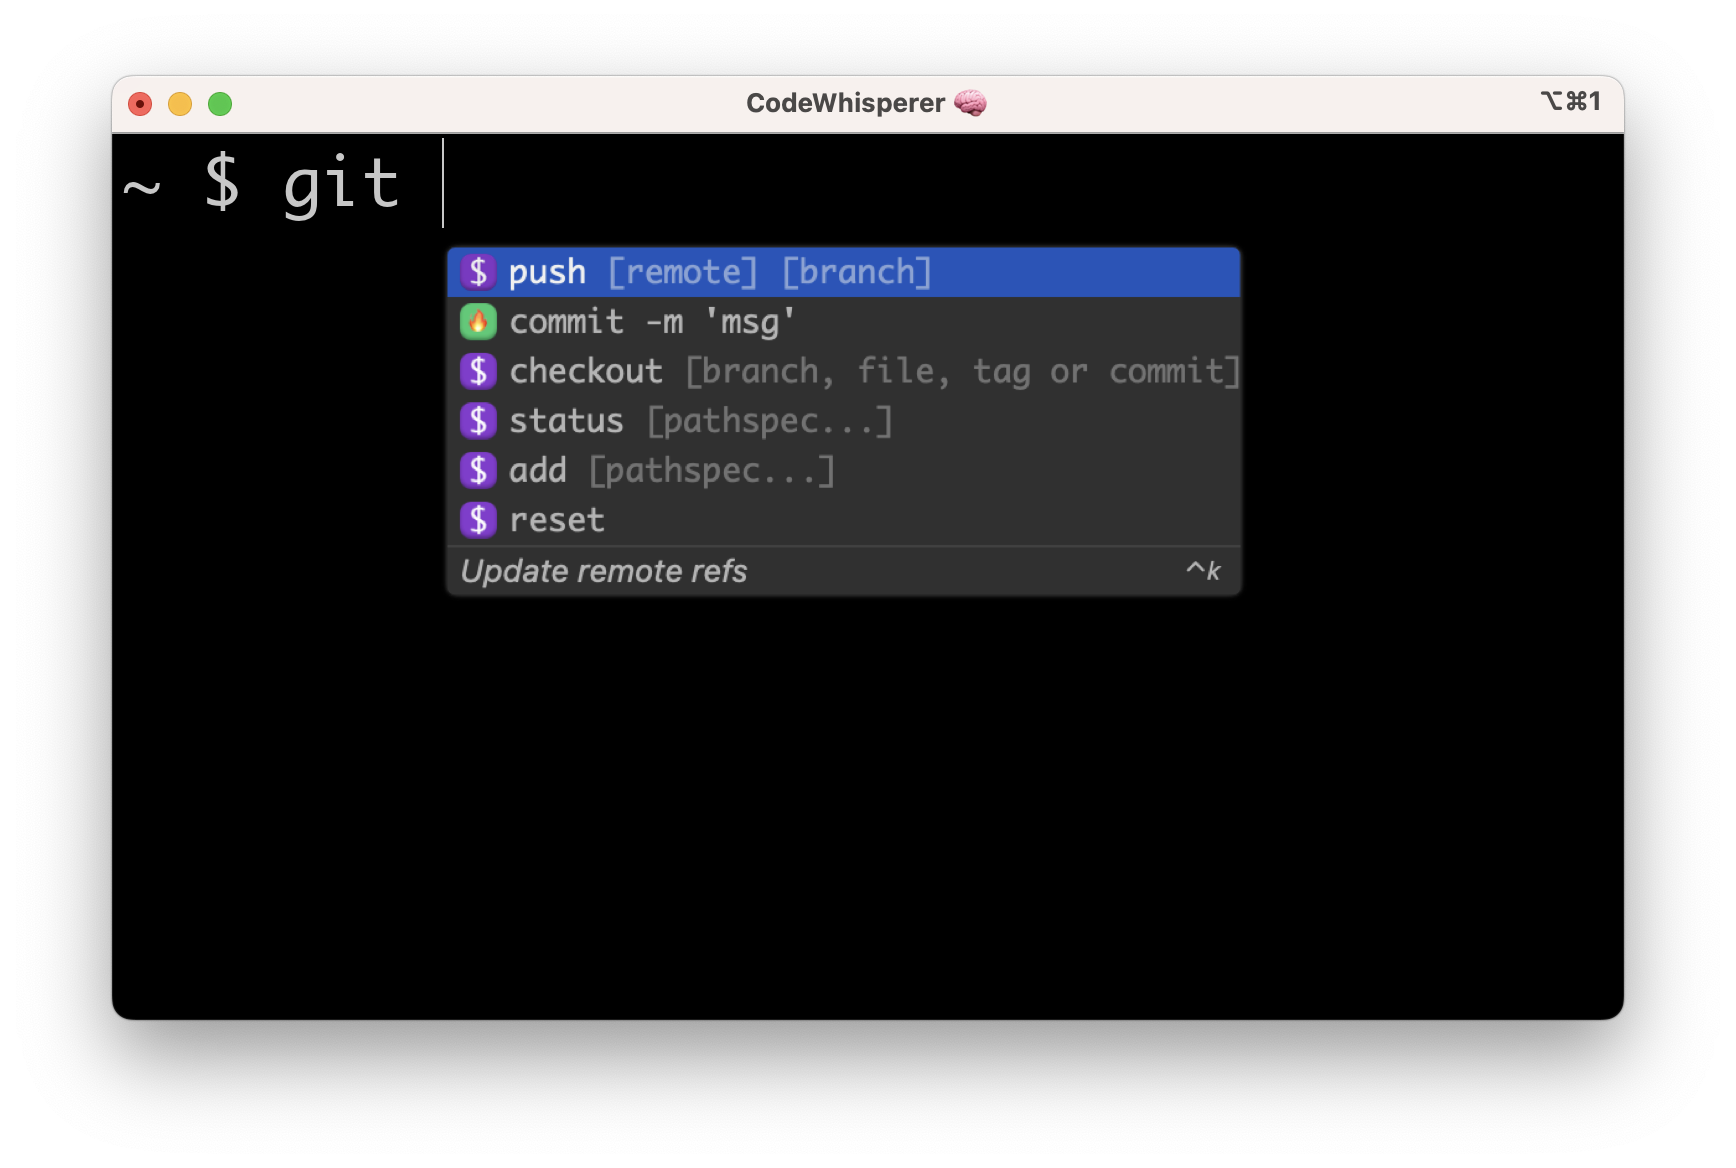 CodeWhisperer 🧠 ⌥⌘1
~ $ git
$ push [remote] [branch]
🔥 commit -m 'msg'
$ checkout [branch, file, tag or commit]
$ status [pathspec...]
$ add [pathspec...]
$ reset
Update remote refs ^k